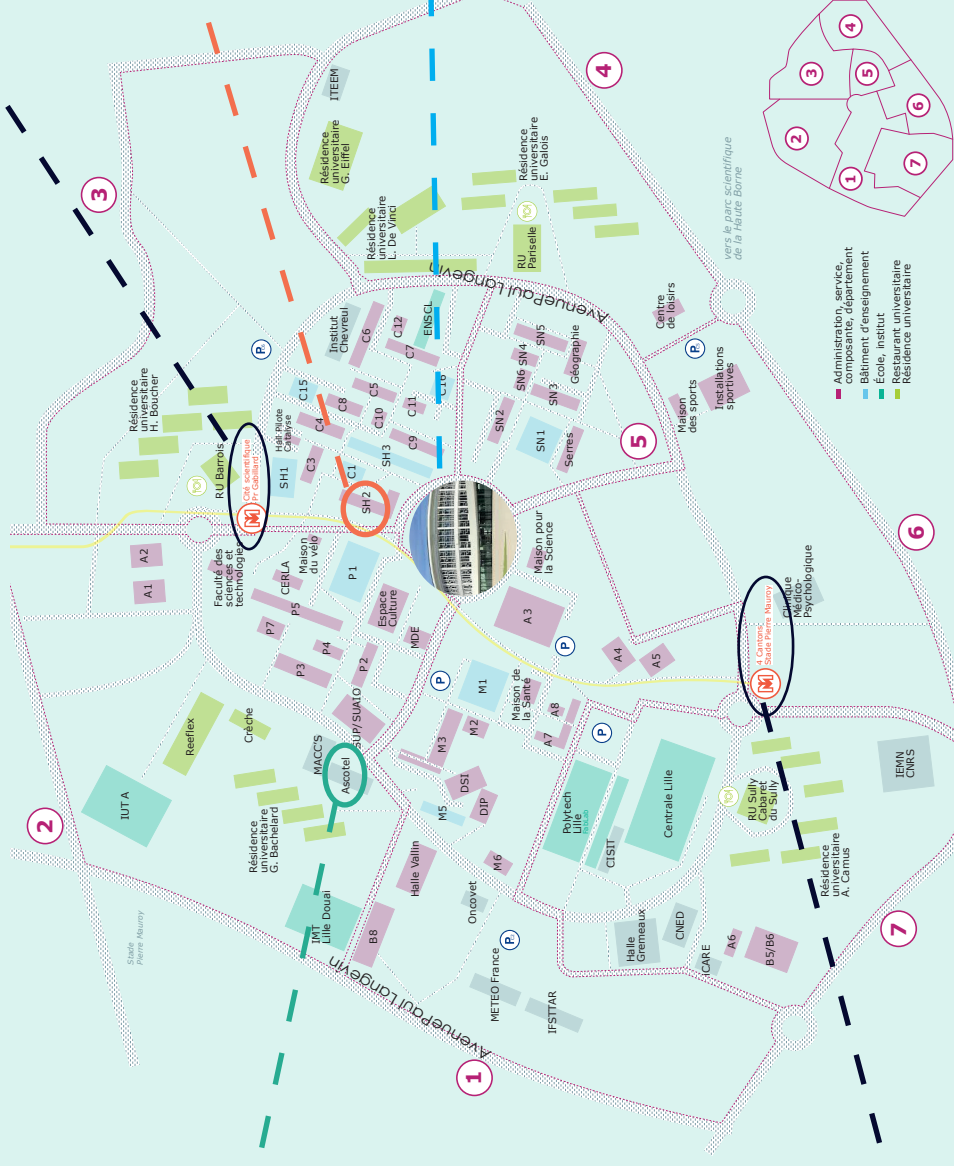 3
4
2
1
5
6
7
3
4
5
2
6
1
7
ITEEM
Résidence
universitaire
G. Eiffel
Résidence
universitaire
L. De Vinci
Résidence
universitaire
E. Galois
RU
Pariselle
Avenue Paul Langevin
vers le parc scientifique
de la Haute Borne
Administration, service,
composante, département
Bâtiment d'enseignement
École, institut
Restaurant universitaire
Résidence universitaire
Centre
de loisirs
Maison
des sports
Installations
sportives
Institut
Chevreul
C6
C12
C7
ENSCL
C15
C5
C8
C10
C11
C16
C4
C9
SH3
Hall Pilote
Catalyse
C3
C1
SH1
SH2
SN5
SN4
SN6
Géographie
SN3
SN2
SN1
Serres
Résidence
universitaire
H. Boucher
RU Barrois
Cité scientifique
Pr Gabillard
A2
A1
Faculté des
sciences et
technologies
Maison
du vélo
CERLA
P1
P5
P7
P4
P3
P2
Espace
Culture
MDE
Maison pour
la Science
A3
A4
A5
4 Cantons
Stade Pierre Mauroy
Clinique
Médico-
Psychologique
M1
Maison de
la Santé
A8
A7
M2
M3
SUP/SUAIO
MACC'S
Ascotel
Reeflex
Crèche
IUT A
Résidence
universitaire
G. Bachelard
DSI
DIP
M5
M6
Halle Vallin
Oncovet
IMT
Lille Douai
B8
Avenue Paul Langevin
Stade
Pierre Mauroy
METEO France
IFSTTAR
Polytech
Lille
CISIT
Centrale Lille
RU Sully
Cabaret
du Sully
IEMN
CNRS
Résidence
universitaire
A. Camus
Halle
Gremeaux
CNED
ICARE
A6
B5/B6
P
P
P
P
P
P